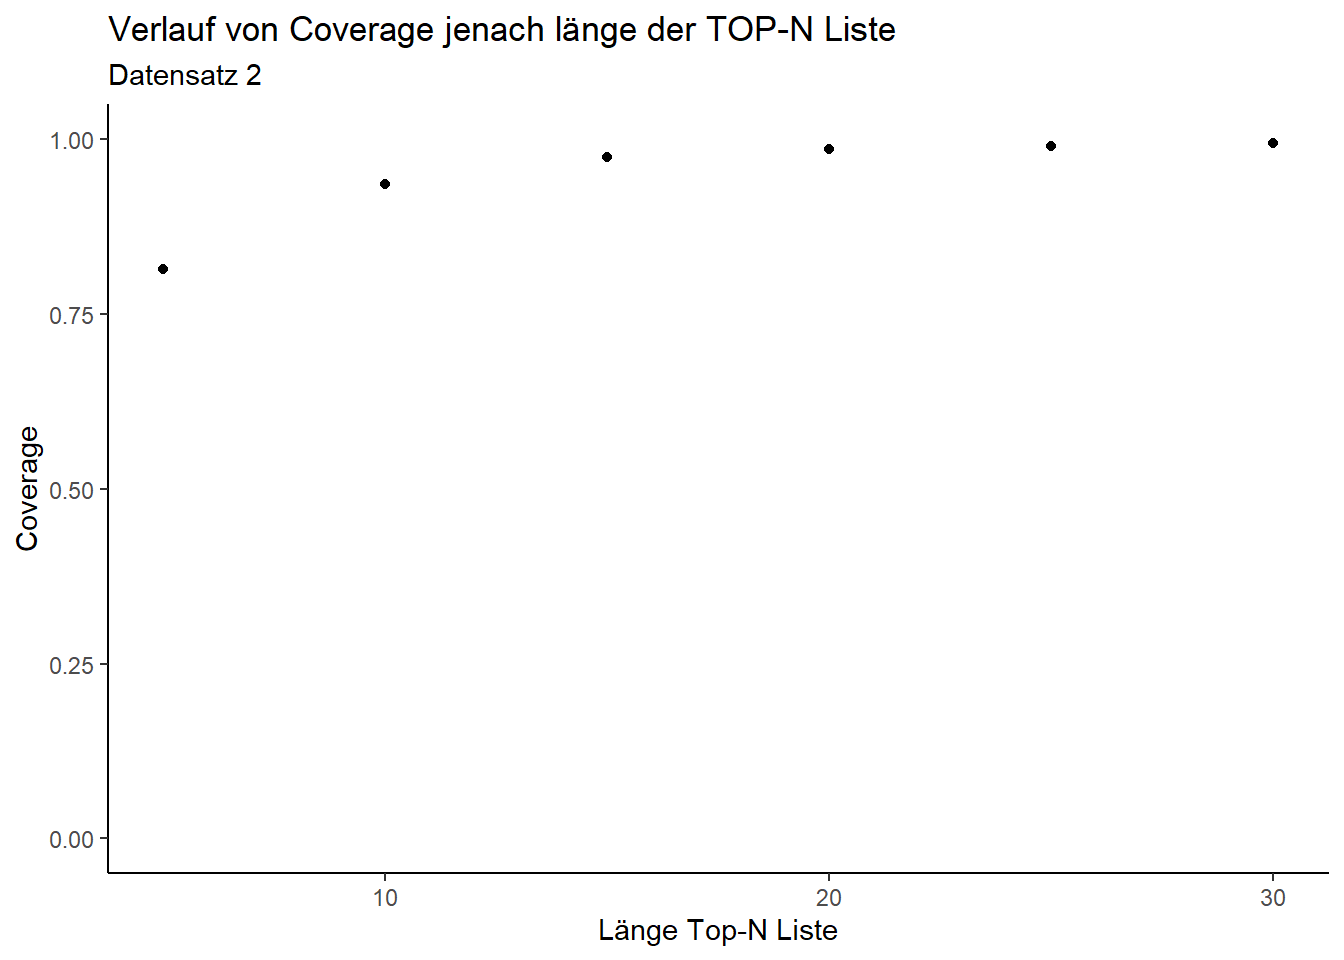 Verlauf von Coverage jenach länge der TOP-N Liste
Datensatz 2
1.00
0.75
0.50
0.25
0.00
Coverage
10 20 30
Länge Top-N Liste